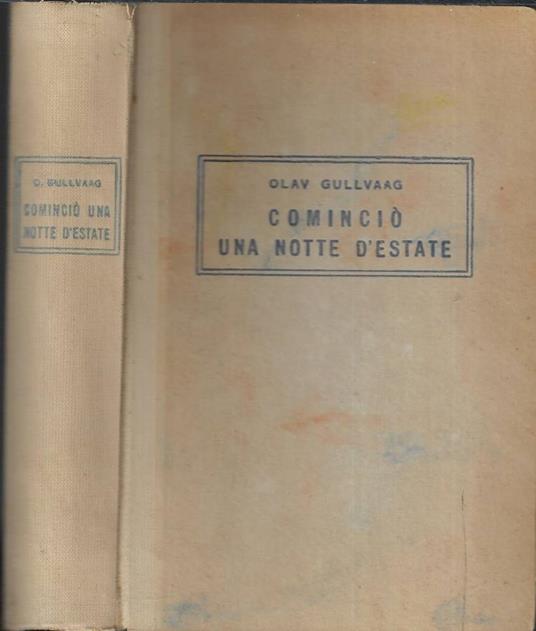 O. GULLVAAG
COMINCIÒ UNA
NOTTE D'ESTATE
OLAV GULLVAAG
COMINCIÒ
UNA NOTTE D'ESTATE